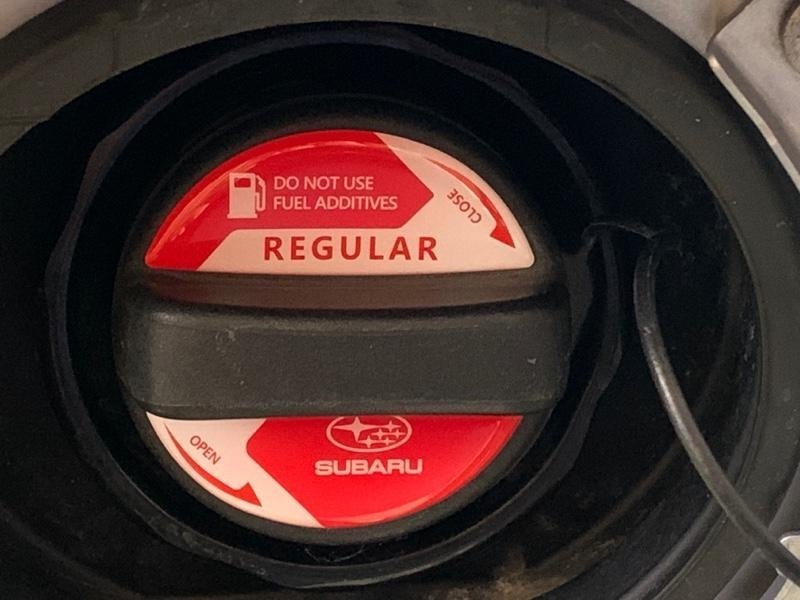 DO NOT USE
FUEL ADDITIVES
CLOSE
REGULAR
OPEN
SUBARU